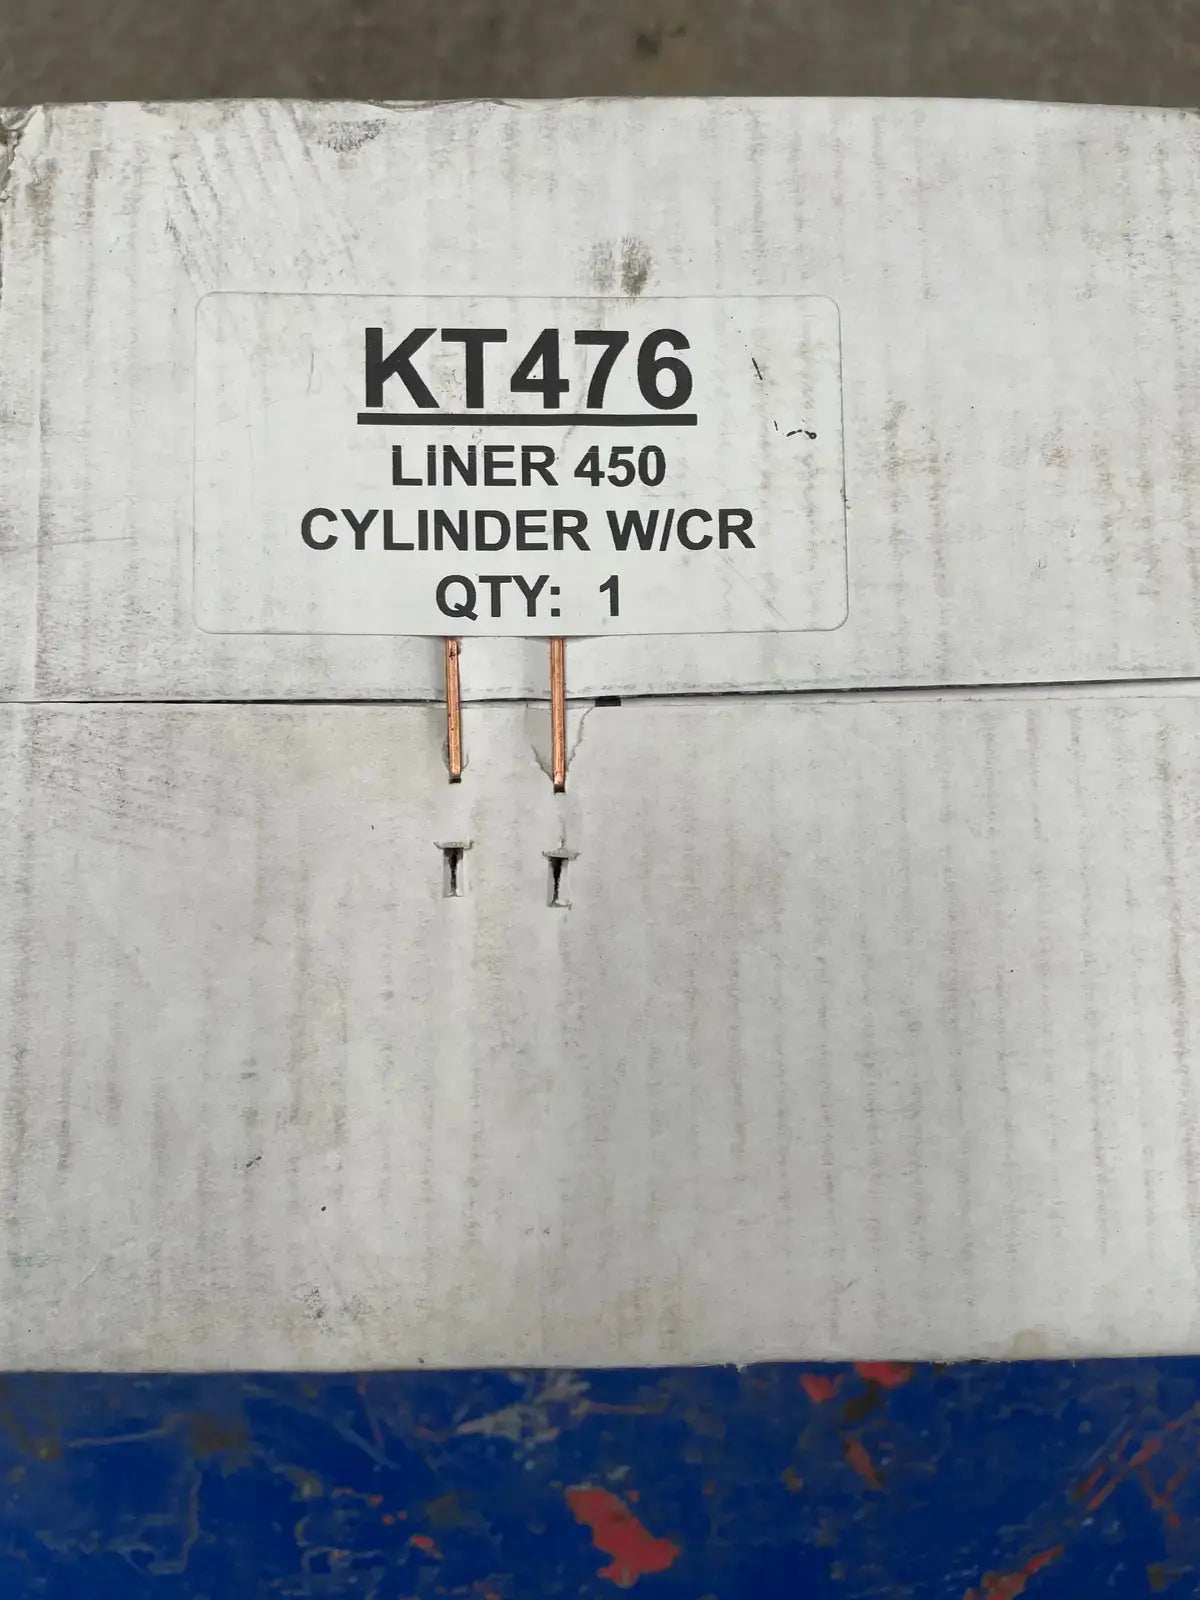 KT476
LINER 450
CYLINDER W/CR
QTY: 1